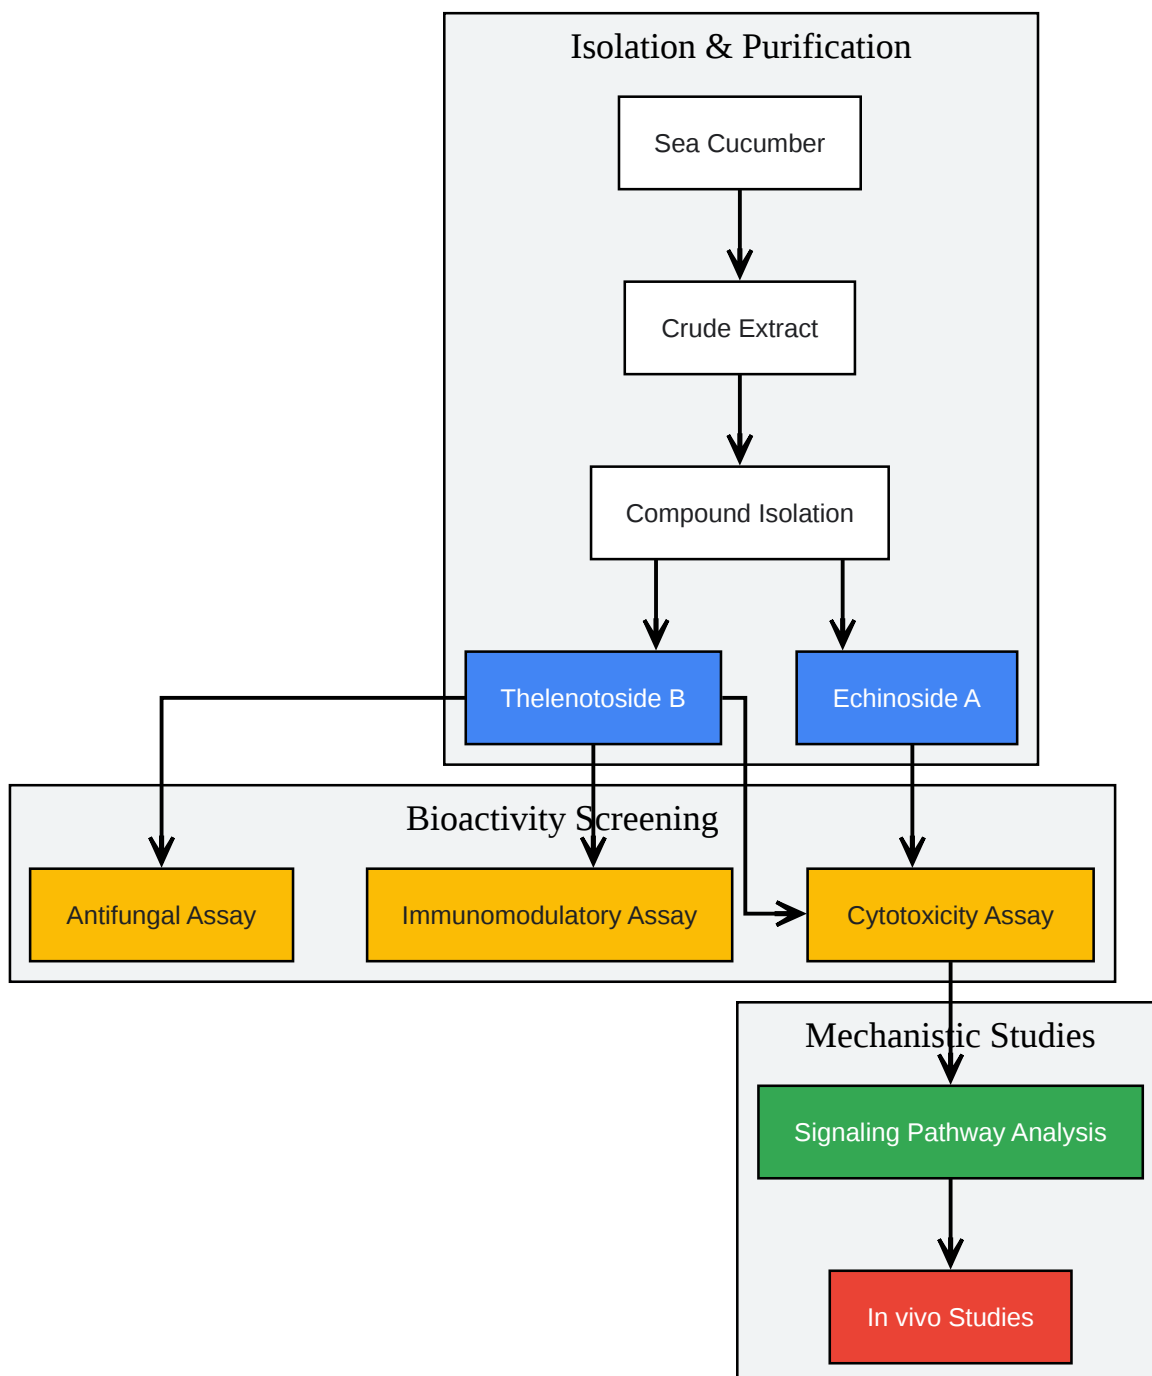 Isolation & Purification
Sea Cucumber
Crude Extract
Compound Isolation
Thelenotoside B
Echinoside A
Bioactivity Screening
Antifungal Assay
Immunomodulatory Assay
Cytotoxicity Assay
Mechanistic Studies
Signaling Pathway Analysis
In vivo Studies